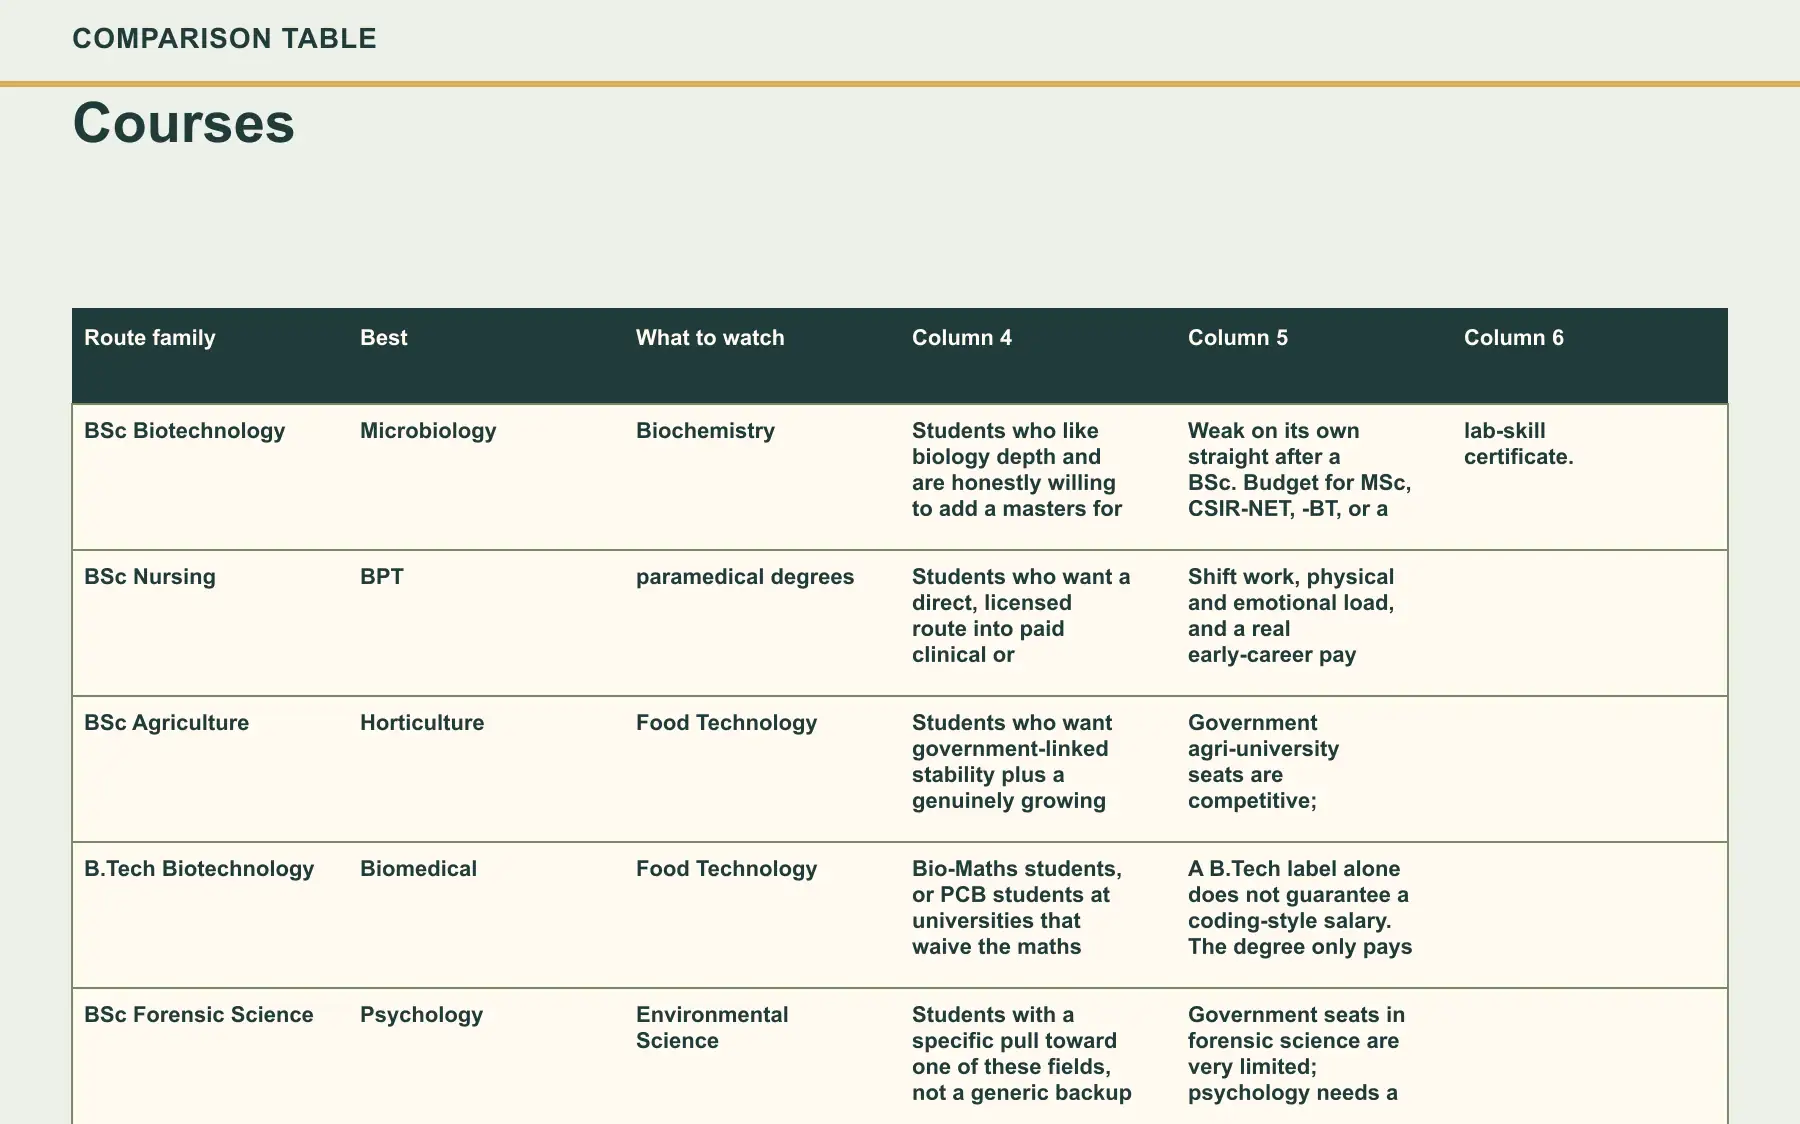 COMPARISON TABLE
Courses
Route family
Best
What to watch
Column 4
Column 5
Column 6
BSc Biotechnology
Microbiology
Biochemistry
Students who like
biology depth and
are honestly willing
to add a masters for
Weak on its own
straight after a
BSc. Budget for MSc,
CSIR-NET, -BT, or a
lab-skill
certificate.
BSc Nursing
BPT
paramedical degrees
Students who want a
direct, licensed
route into paid
clinical or
Shift work, physical
and emotional load,
and a real
early-career pay
BSc Agriculture
Horticulture
Food Technology
Students who want
government-linked
stability plus a
genuinely growing
Government
agri-university
seats are
competitive;
B.Tech Biotechnology
Biomedical
Food Technology
Bio-Maths students,
or PCB students at
universities that
waive the maths
A B.Tech label alone
does not guarantee a
coding-style salary.
The degree only pays
BSc Forensic Science
Psychology
Environmental
Science
Students with a
specific pull toward
one of these fields,
not a generic backup
Government seats in
forensic science are
very limited;
psychology needs a